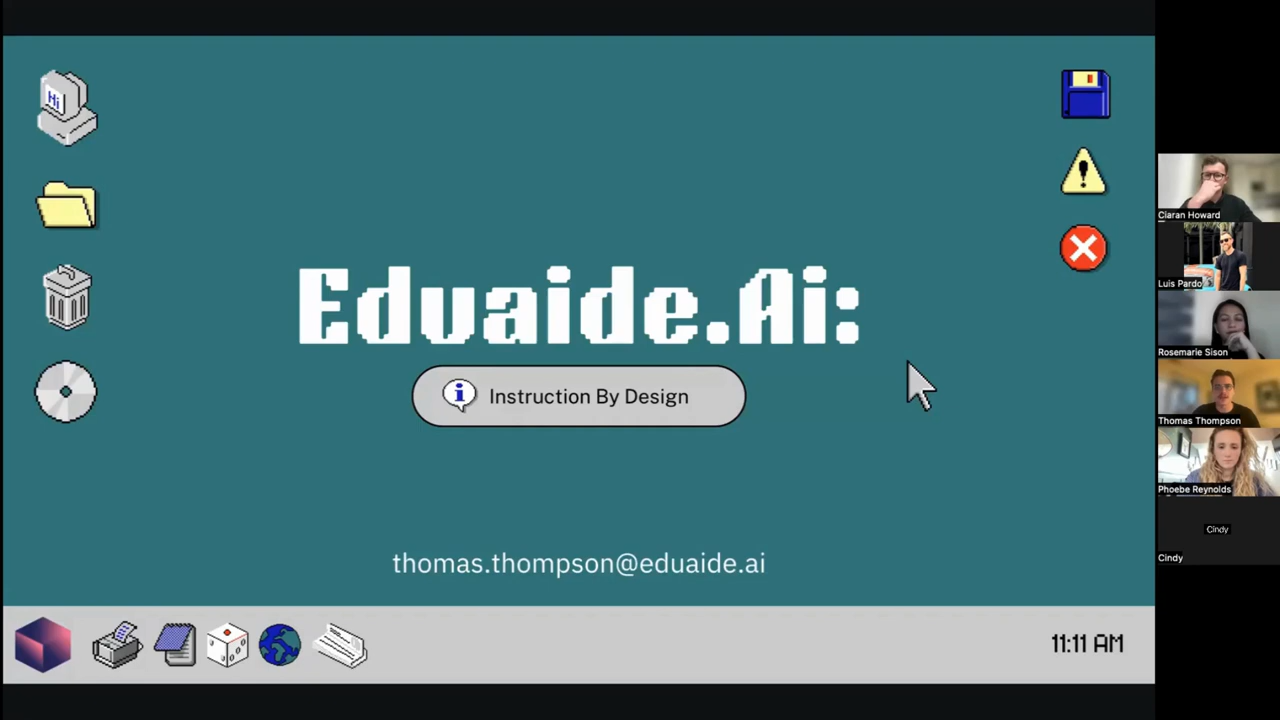 Hi
Eduaide.Ai:
i Instruction By Design
thomas.thompson@eduaide.ai
11:11 AM
Ciaran Howard
Luis Pardo
Rosemarie Sison
Thomas Thompson
Phoebe Reynolds
Cindy
Cindy